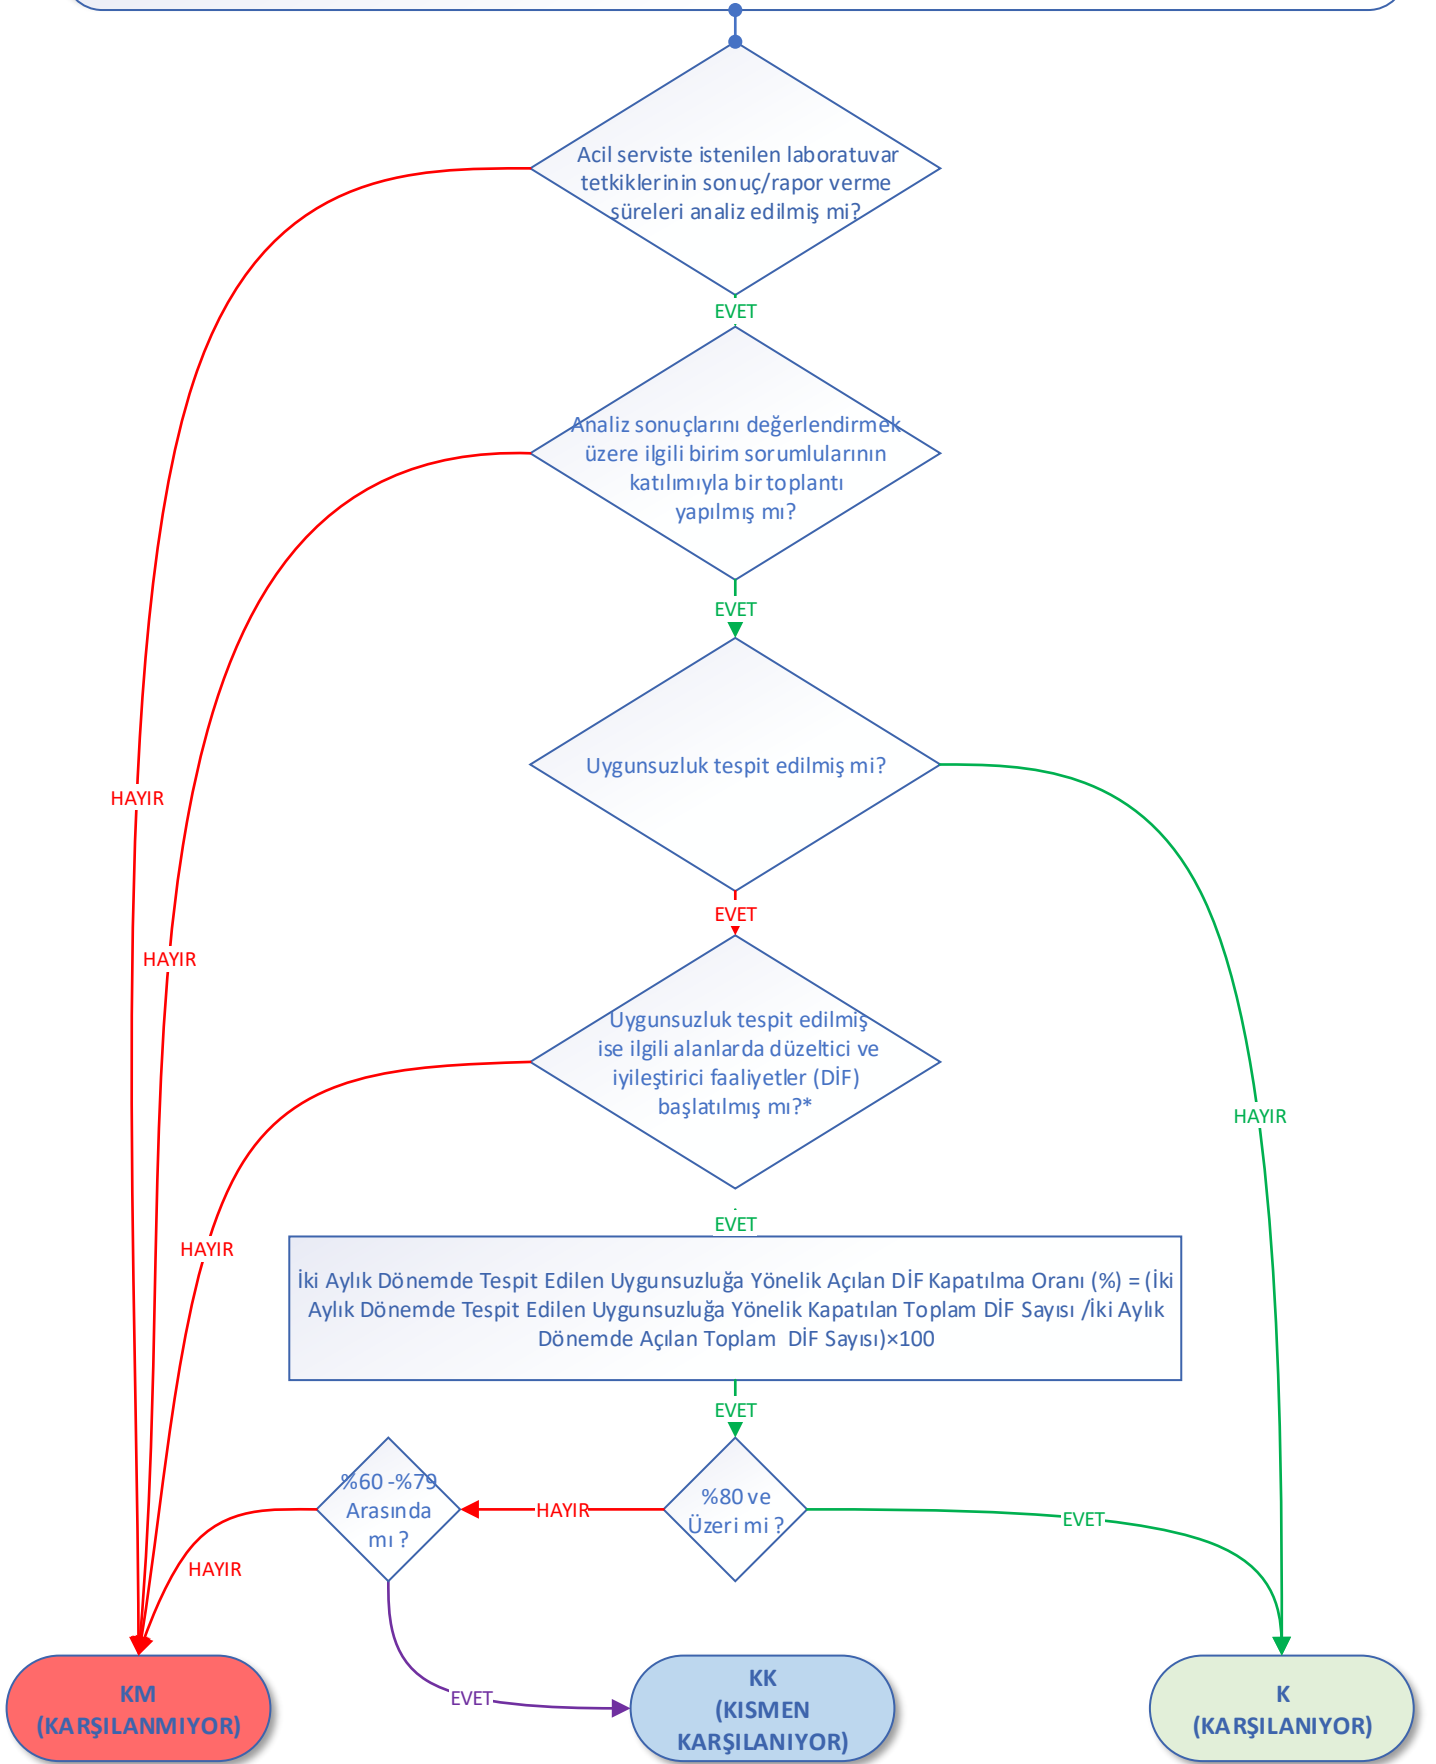 Acil serviste istenilen laboratuvar
tetkiklerinin sonuç/rapor verme
süreleri analiz edilmiş mi?
EVET
Analiz sonuçlarını değerlendirmek
üzere ilgili birim sorumlularının
katılımıyla bir toplantı
yapılmış mı?
EVET
Uygunsuzluk tespit edilmiş mi?
HAYIR
EVET
HAYIR
Uygunsuzluk tespit edilmiş
ise ilgili alanlarda düzeltici ve
iyileştirici faaliyetler (DİF)
başlatılmış mı?*
HAYIR
EVET
HAYIR
İki Aylık Dönemde Tespit Edilen Uygunsuzluğa Yönelik Açılan DİF Kapatılma Oranı (%) = (İki
Aylık Dönemde Tespit Edilen Uygunsuzluğa Yönelik Kapatılan Toplam DİF Sayısı /İki Aylık
Dönemde Açılan Toplam DİF Sayısı)×100
EVET
%60 -%79
Arasında
mı ?
HAYIR
%80 ve
Üzeri mi ?
EVET
HAYIR
EVET
KM
(KARŞILANMIYOR)
KK
(KISMEN
KARŞILANIYOR)
K
(KARŞILANIYOR)